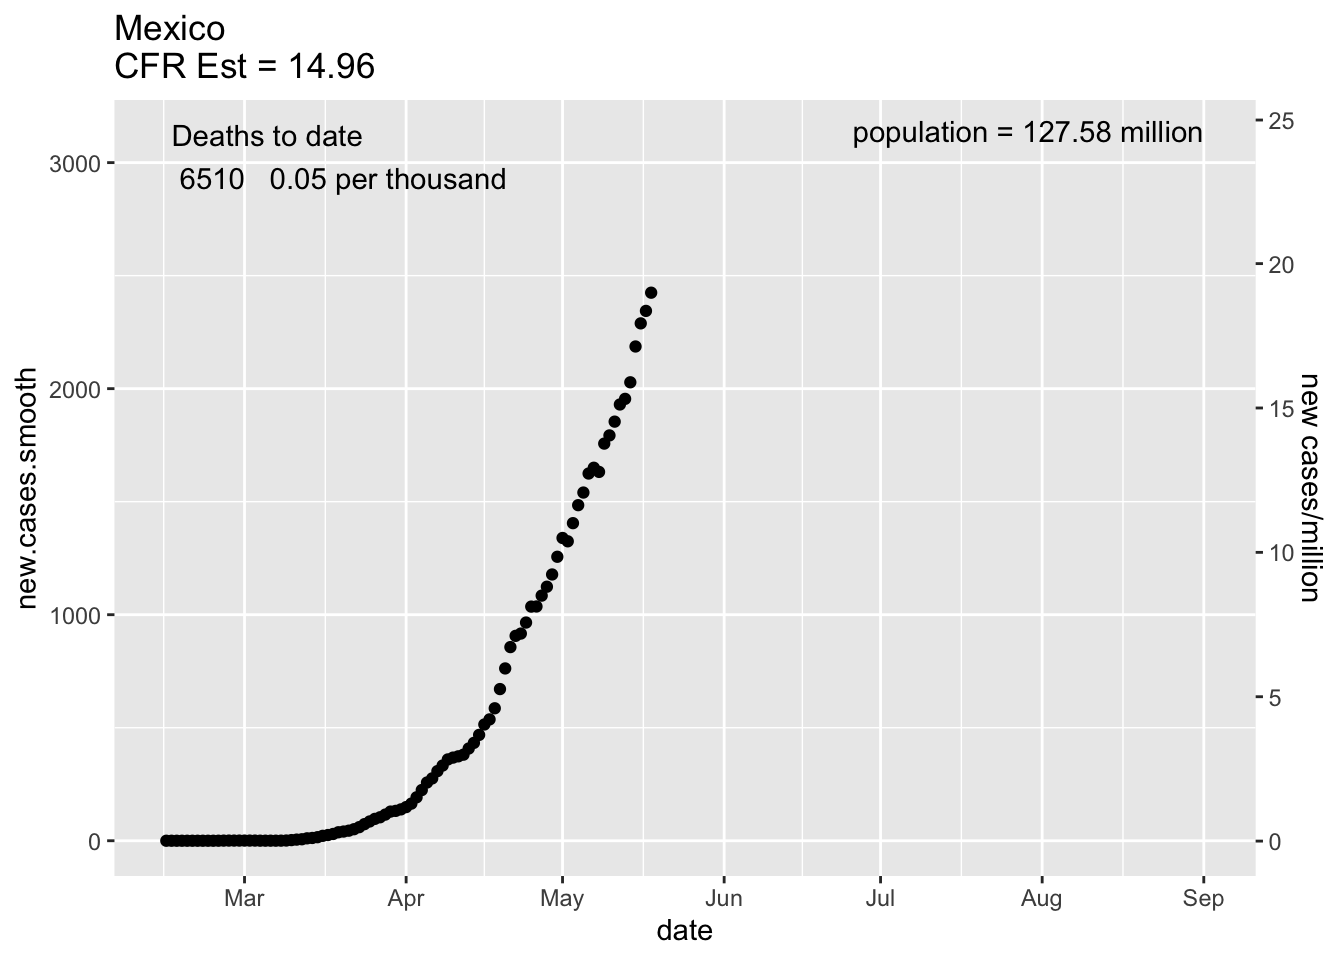 Mexico
CFR Est = 14.96
Deaths to date
6510 0.05 per thousand
population = 127.58 million
new.cases.smooth
3000
2000
1000
0
25
20
15
10
5
0
new cases/million
Mar Apr May Jun Jul Aug Sep
date